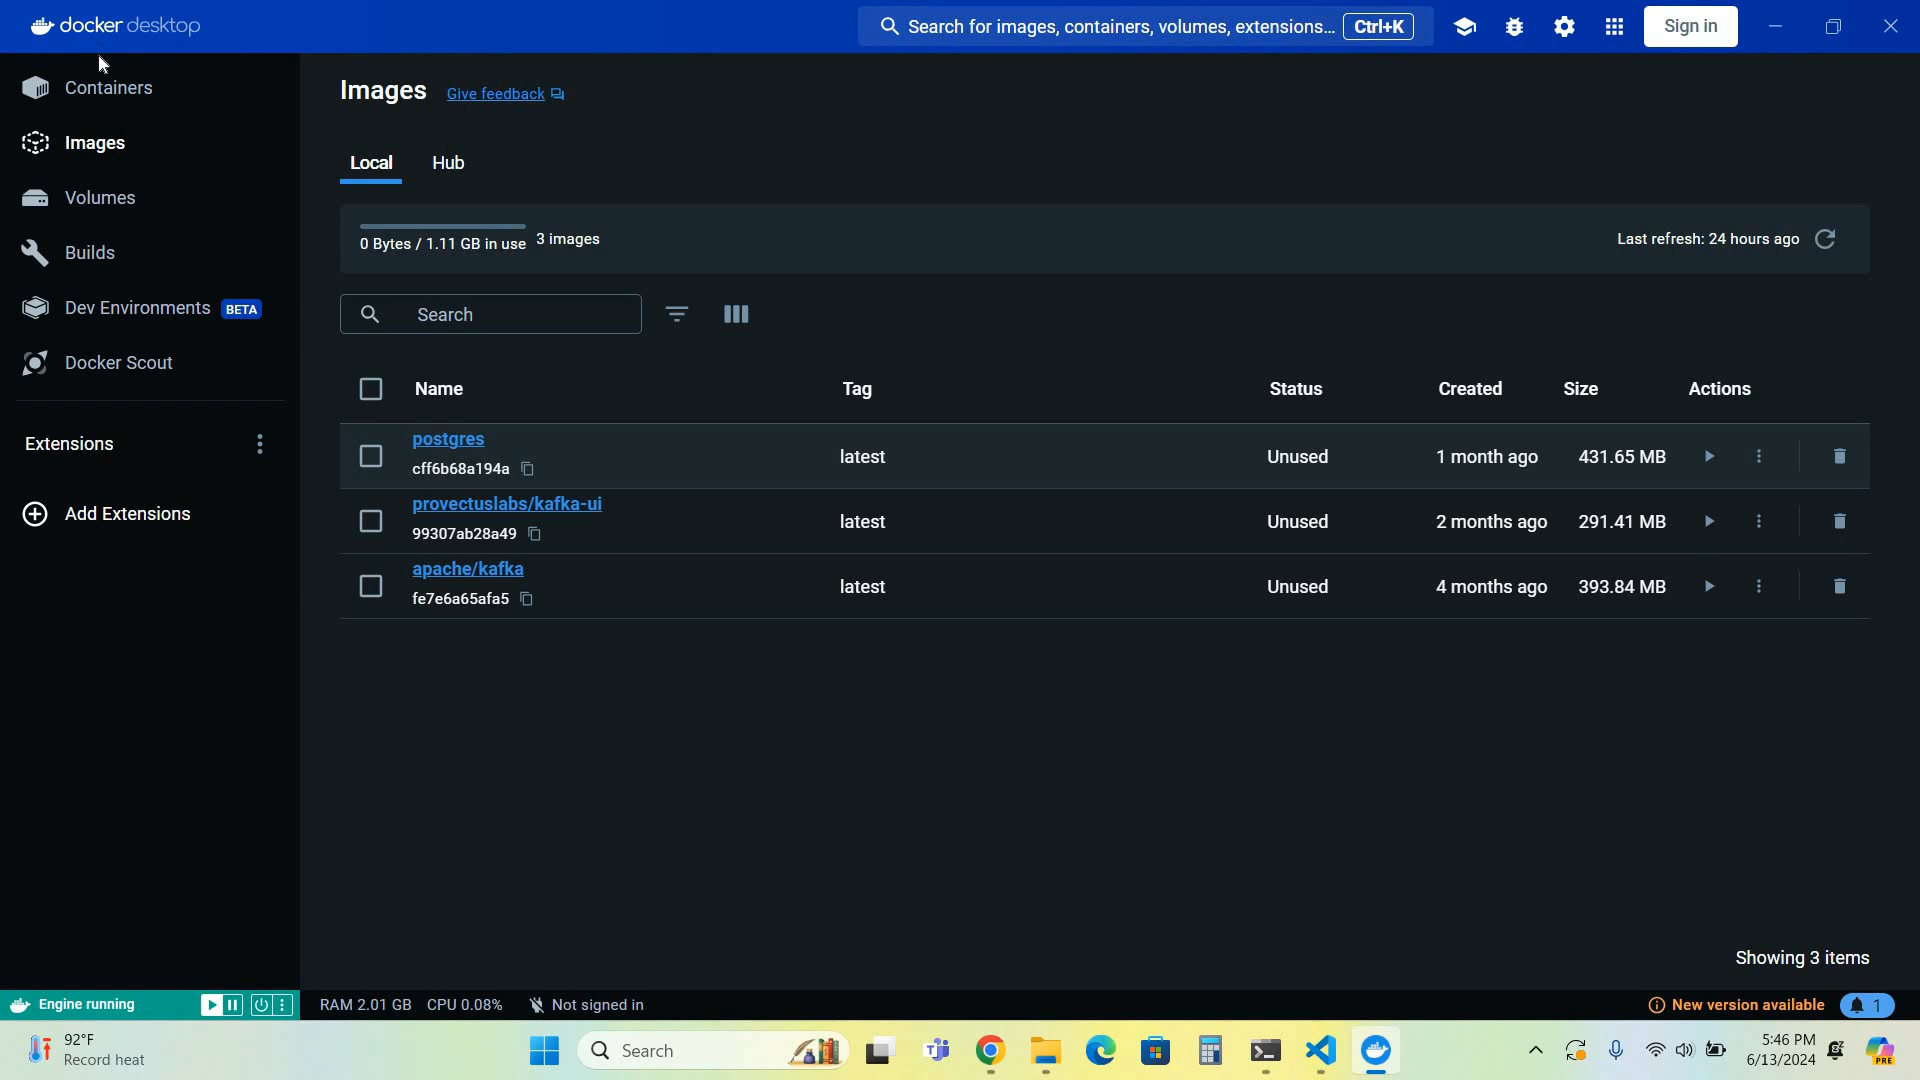 docker desktop
Search for images, containers, volumes, extensions... Ctrl+K
Sign in
Containers
Images
Volumes
Builds
Dev Environments BETA
Docker Scout
Extensions
Add Extensions
Images Give feedback
Local Hub
0 Bytes / 1.11 GB in use 3 images
Last refresh: 24 hours ago
Search
Name Tag Status Created Size Actions
postgres
cff6b68a194a
latest Unused 1 month ago 431.65 MB
provectuslabs/kafka-ui
99307ab28a49
latest Unused 2 months ago 291.41 MB
apache/kafka
fe7e6a65afa5
latest Unused 4 months ago 393.84 MB
Showing 3 items
Engine running
RAM 2.01 GB CPU 0.08% Not signed in
New version available 1
92°F
Record heat
Search
5:46 PM
6/13/2024
PRE